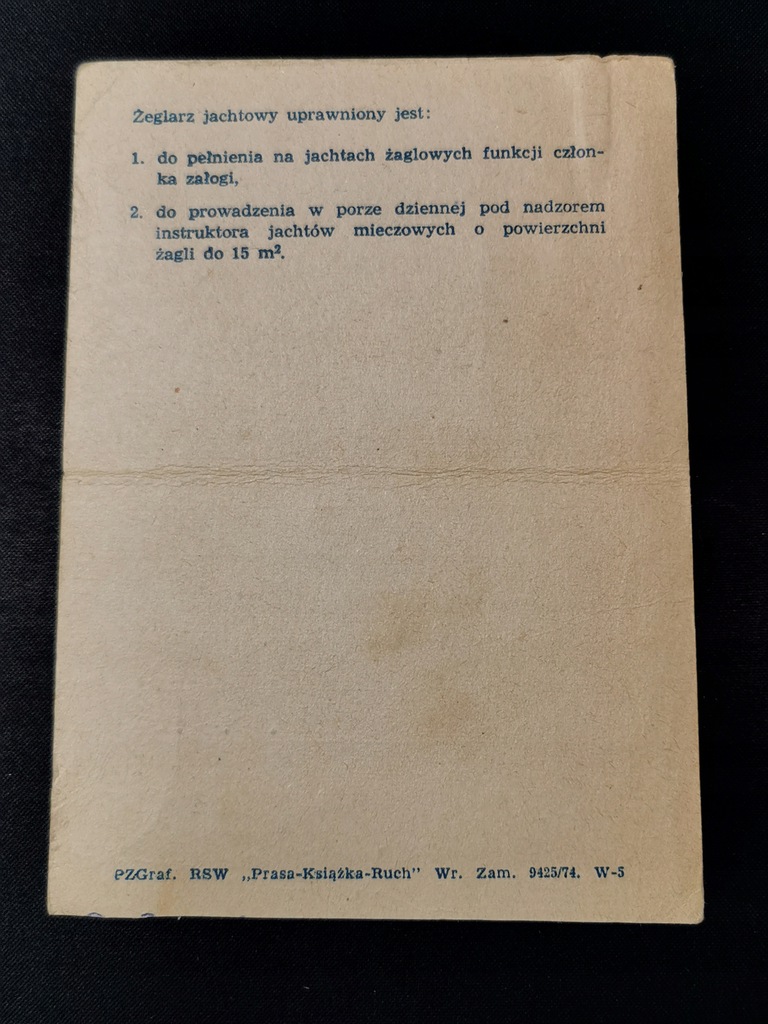 Żeglarz jachtowy uprawniony jest:
1. do pełnienia na jachtach żaglowych funkcji człon-
ka załogi,
2. do prowadzenia w porze dziennej pod nadzorem
instruktora jachtów mieczowych o powierzchni
żagli do 15 m².
PZGraf. RSW „Prasa-Książka-Ruch” Wr. Zam. 9425/74. W-5